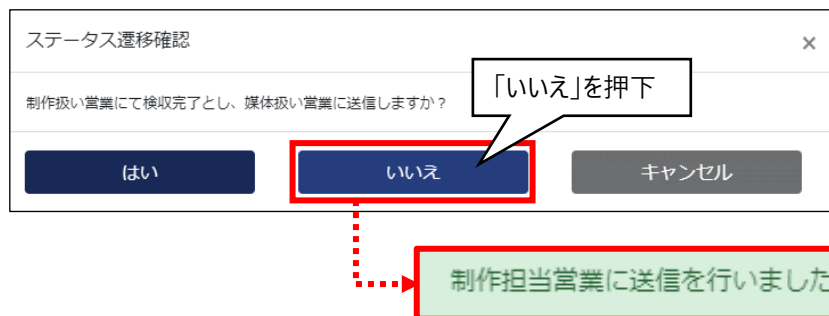 ステータス遷移確認
×
制作扱い営業にて検収完了とし、媒体扱い営業に送信しますか？
「いいえ」を押下
はい
いいえ
キャンセル
制作担当営業に送信を行いました